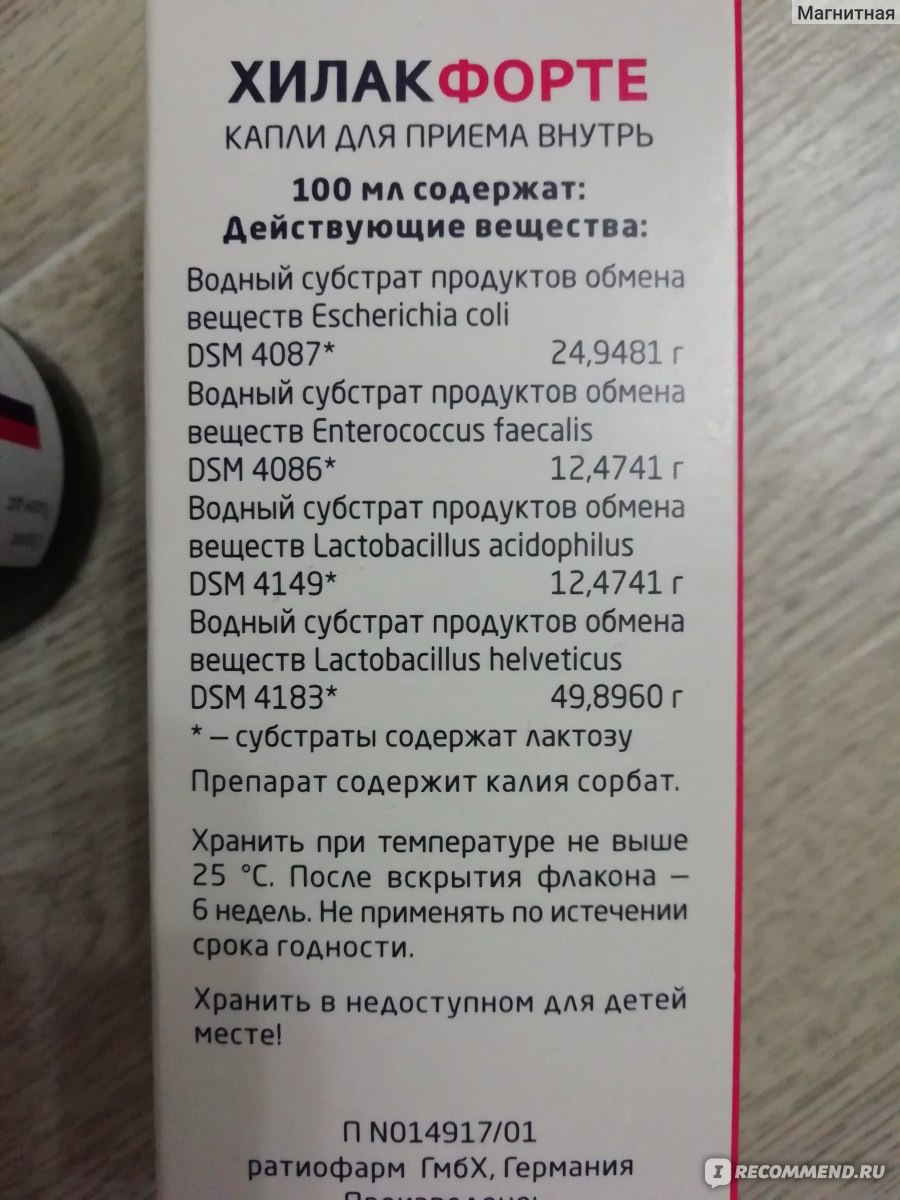 Магнитная
ХИЛАК ФОРТЕ
КАПЛИ ДЛЯ ПРИЕМА ВНУТРЬ
100 мл содержат:
Действующие вещества:
Водный субстрат продуктов обмена
веществ Escherichia coli
DSM 4087* 24,9481 г
Водный субстрат продуктов обмена
веществ Enterococcus faecalis
DSM 4086* 12,4741 г
Водный субстрат продуктов обмена
веществ Lactobacillus acidophilus
DSM 4149* 12,4741 г
Водный субстрат продуктов обмена
веществ Lactobacillus helveticus
DSM 4183* 49,8960 г
* – субстраты содержат лактозу
Препарат содержит калия сорбат.
Хранить при температуре не выше
25 °С. После вскрытия флакона –
6 недель. Не применять по истечении
срока годности.
Хранить в недоступном для детей
месте!
П N014917/01
ратиофарм ГмбХ, Германия
IRECOMMEND.RU